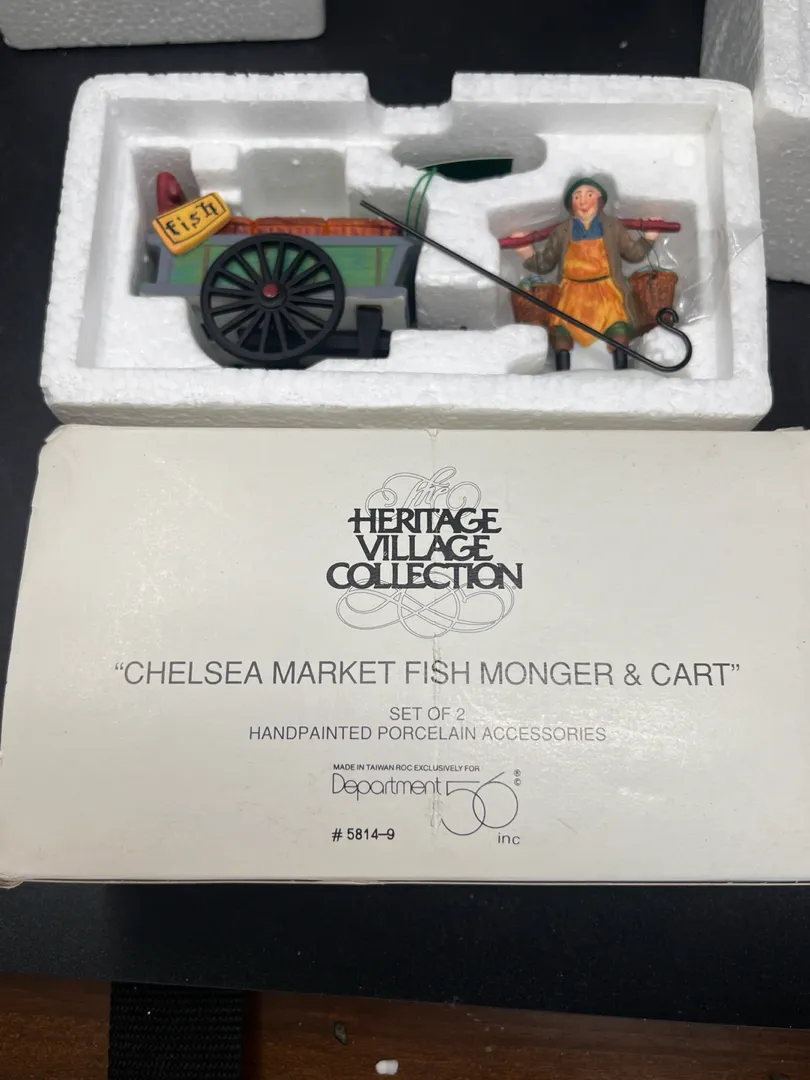 fish
The
HERITAGE
VILLAGE
COLLECTION
“CHELSEA MARKET FISH MONGER & CART”
SET OF 2
HANDPAINTED PORCELAIN ACCESSORIES
MADE IN TAIWAN ROC EXCLUSIVELY FOR
Department 56 ® ©
# 5814–9
inc